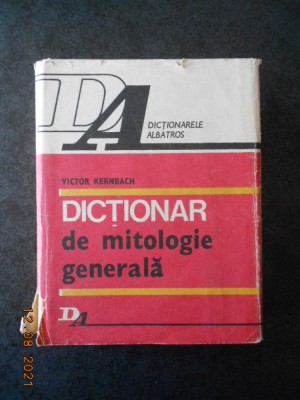 DA
DICȚIONARELE
ALBATROS
VICTOR KERNBACH
DICȚIONAR
de mitologie
generală
DA
12.08.2021